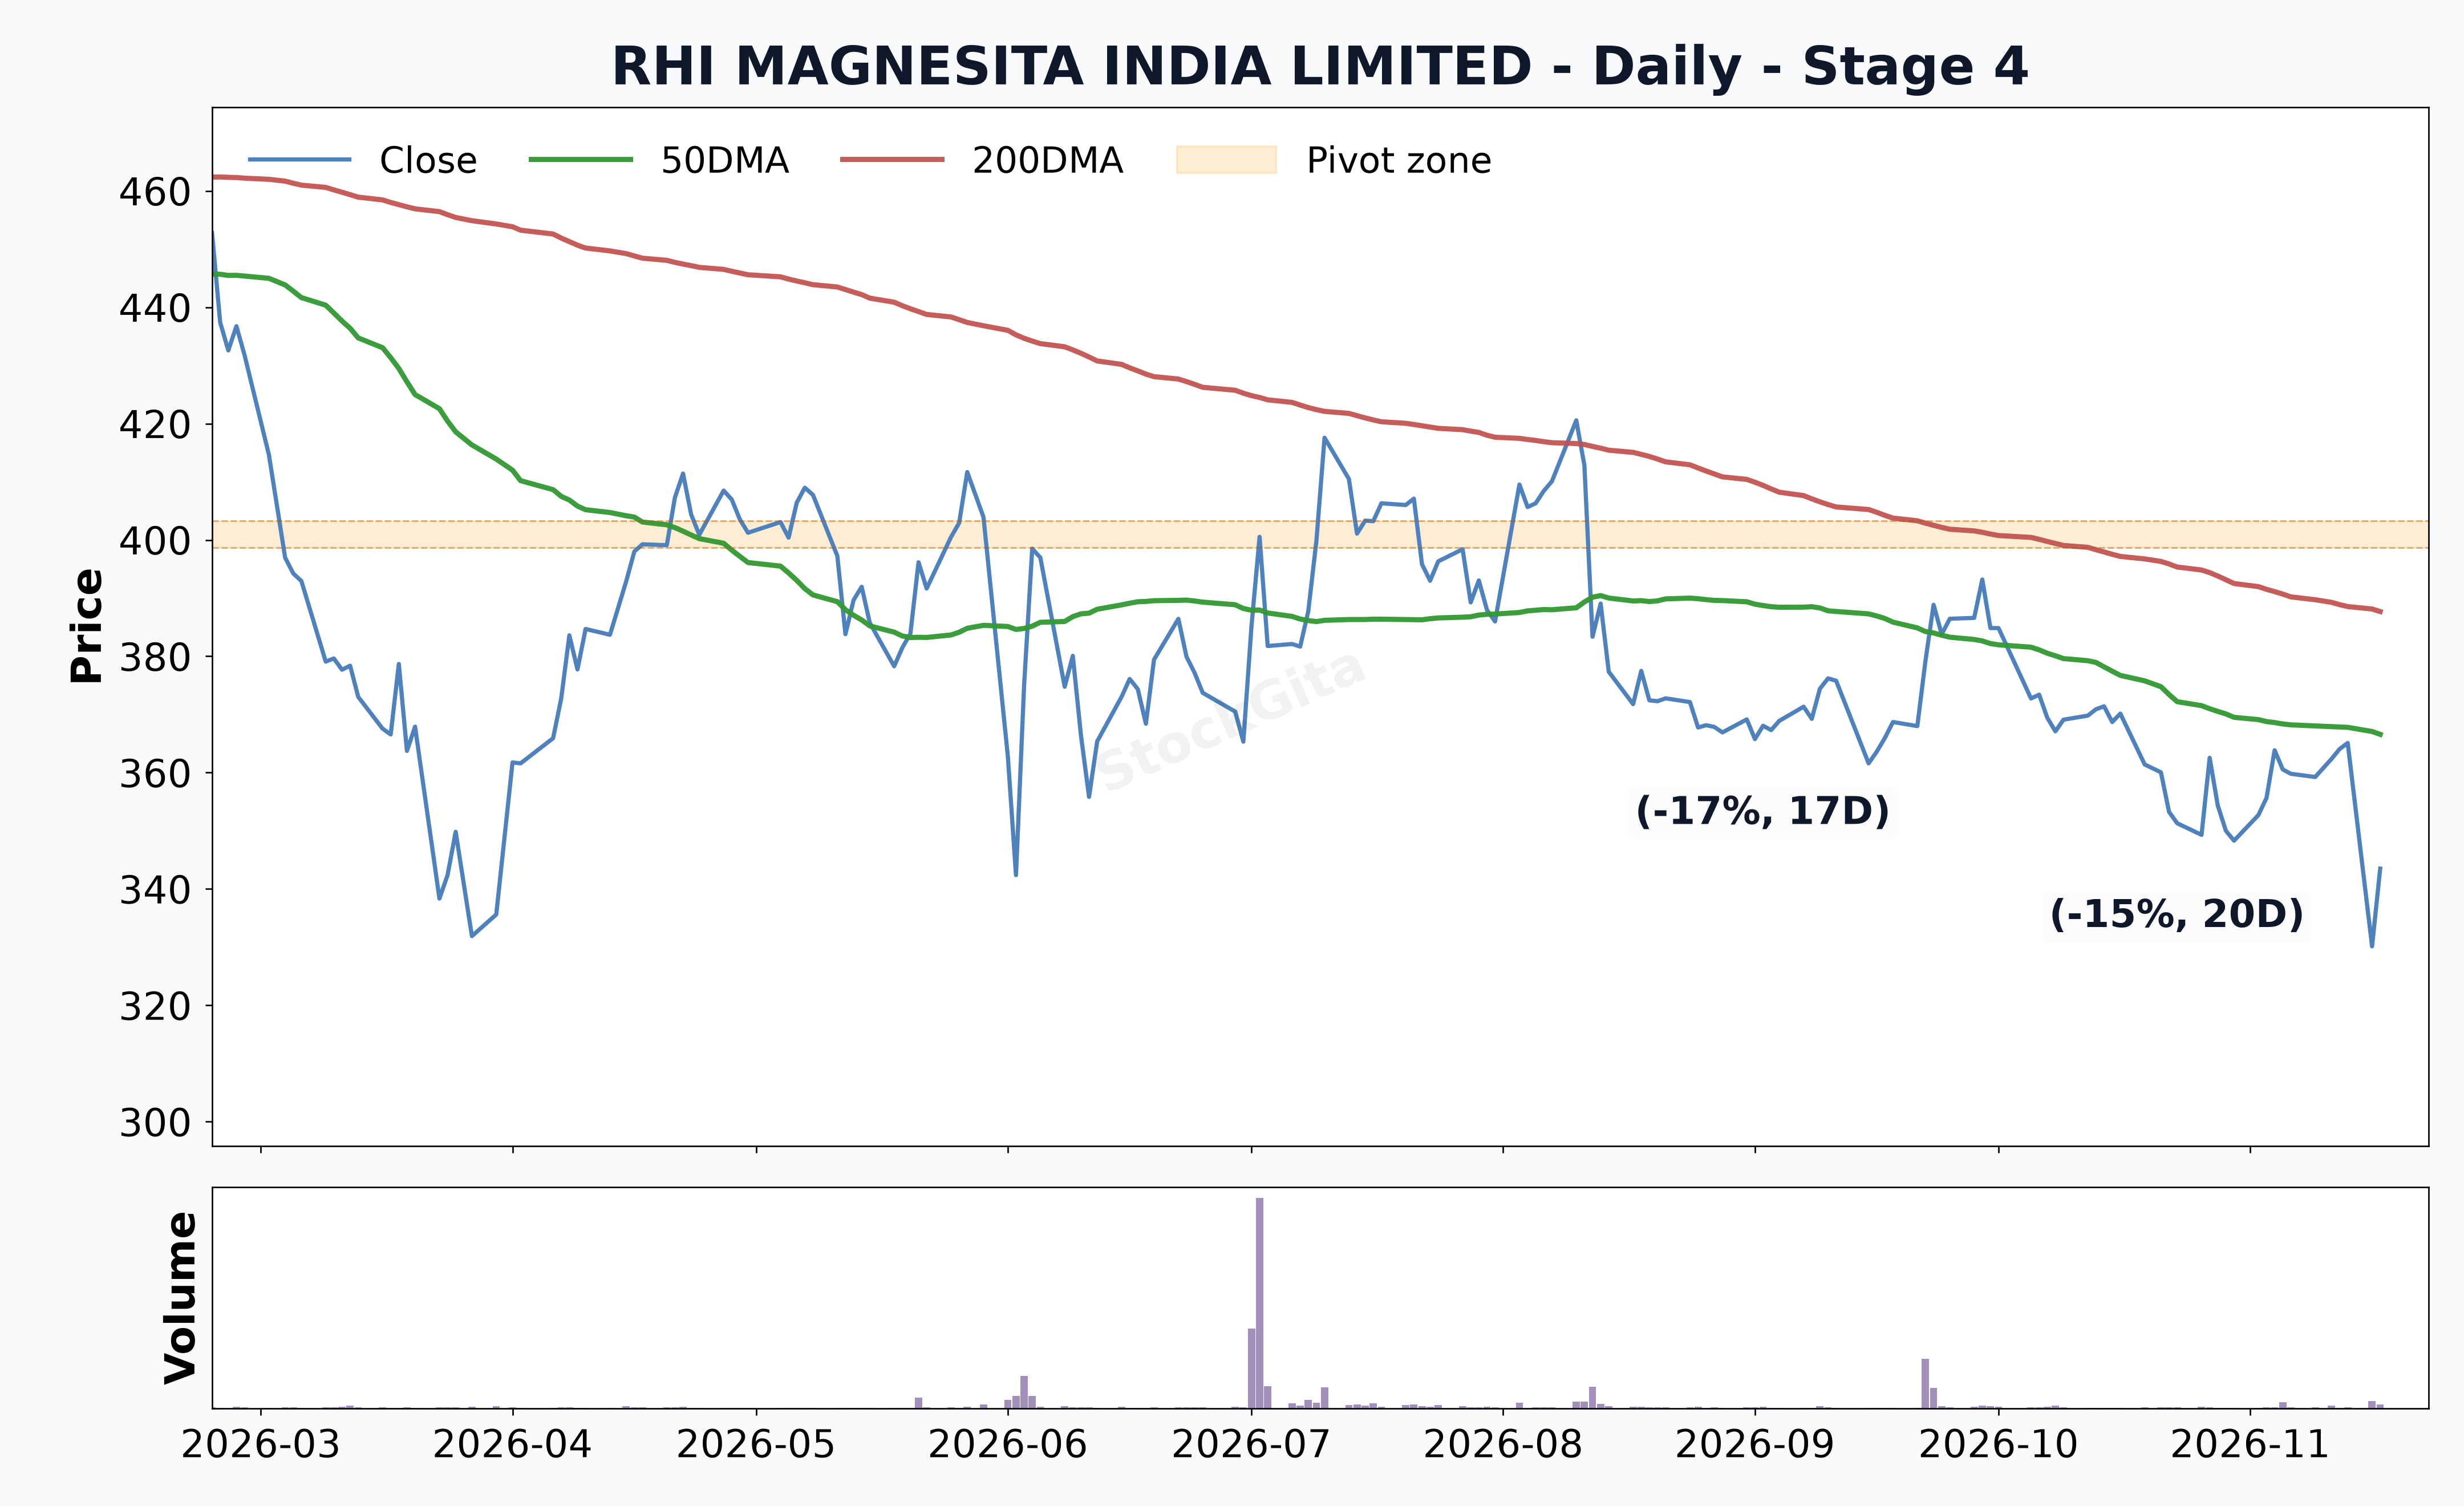 RHI MAGNESITA INDIA LIMITED - Daily - Stage 4
Close 50DMA 200DMA Pivot zone
460
440
420
400
380
360
340
320
300
Price
StockGita
(-17%, 17D)
(-15%, 20D)
Volume
2026-03 2026-04 2026-05 2026-06 2026-07 2026-08 2026-09 2026-10 2026-11